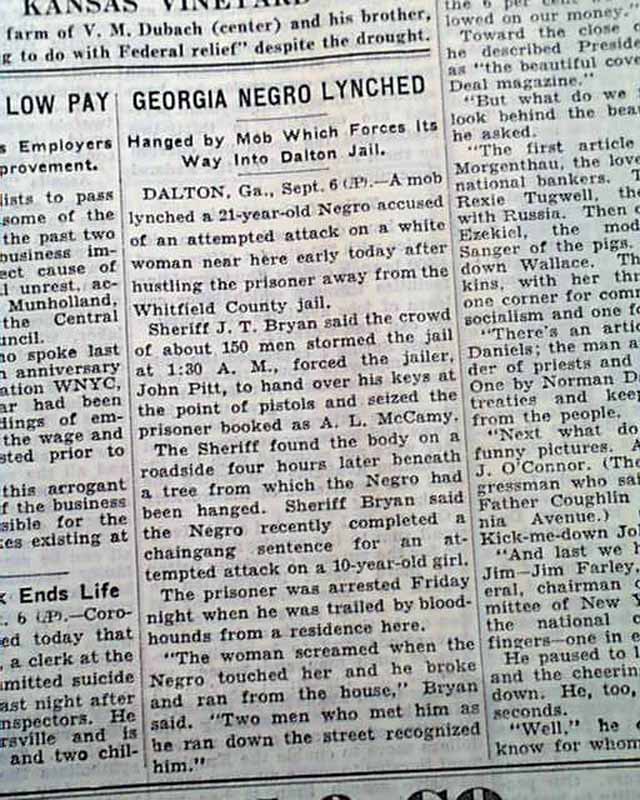 KANSAS VINEYARD
farm of V. M. Dubach (center) and his brother,
g to do with Federal relief" despite the drought.
LOW PAY
s Employers
provement.
lists to pass
some of the
the past two
business im-
ect cause of
l unrest, ac-
Munholland,
the Central
uncil.
ho spoke last
n anniversary
ation WNYC,
ar had been
dings of em-
the wage and
sted prior to
this arrogant
f the business
sible for the
es existing at
Ends Life
. 6 (AP).—Coro-
ed today that
, a clerk at the
mitted suicide
ast night after
nspectors. He
rsville and is
and two chil-
GEORGIA NEGRO LYNCHED
Hanged by Mob Which Forces Its
Way Into Dalton Jail.
DALTON, Ga., Sept. 6 (AP).—A mob
lynched a 21-year-old Negro accused
of an attempted attack on a white
woman near here early today after
hustling the prisoner away from the
Whitfield County jail.
Sheriff J. T. Bryan said the crowd
of about 150 men stormed the jail
at 1:30 A. M., forced the jailer,
John Pitt, to hand over his keys at
the point of pistols and seized the
prisoner booked as A. L. McCamy.
The Sheriff found the body on a
roadside four hours later beneath
a tree from which the Negro had
been hanged. Sheriff Bryan said
the Negro recently completed a
chaingang sentence for an at-
tempted attack on a 10-year-old girl.
The prisoner was arrested Friday
night when he was trailed by blood-
hounds from a residence here.
"The woman screamed when the
Negro touched her and he broke
and ran from the house," Bryan
said. "Two men who met him as
he ran down the street recognized
him."
the 6 per cent
lowed on our money.
Toward the close
he described Preside
as "the beautiful cove
Deal magazine."
"But what do we
look behind the bea
he asked.
"The first article
Morgenthau, the love
national bankers. T
Rexie Tugwell, the
with Russia. Then
Ezekiel, the mod
Sanger of the pigs.
down Wallace. Th
kins, with her thr
one corner for com
socialism and one fo
"There's an artic
Daniels; the man a
der of priests and
One by Norman D
treaties and keep
from the people.
"Next what do
funny pictures. A
J. O'Connor. (The
gressman who sai
Father Coughlin
nia Avenue.)
Kick-me-down Jo
"And last we h
Jim—Jim Farley,
eral, chairman
mittee of New Y
the national c
fingers—one in e
He paused to l
and the cheerin
down. He, too,
seconds.
"Well," he
know for whom